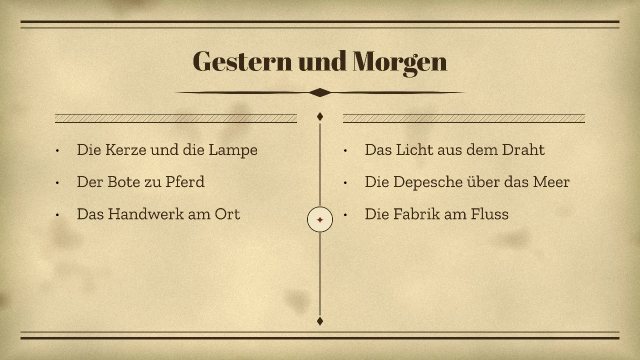 Gestern und Morgen
Die Kerze und die Lampe
Der Bote zu Pferd
Das Handwerk am Ort
Das Licht aus dem Draht
Die Depesche über das Meer
Die Fabrik am Fluss